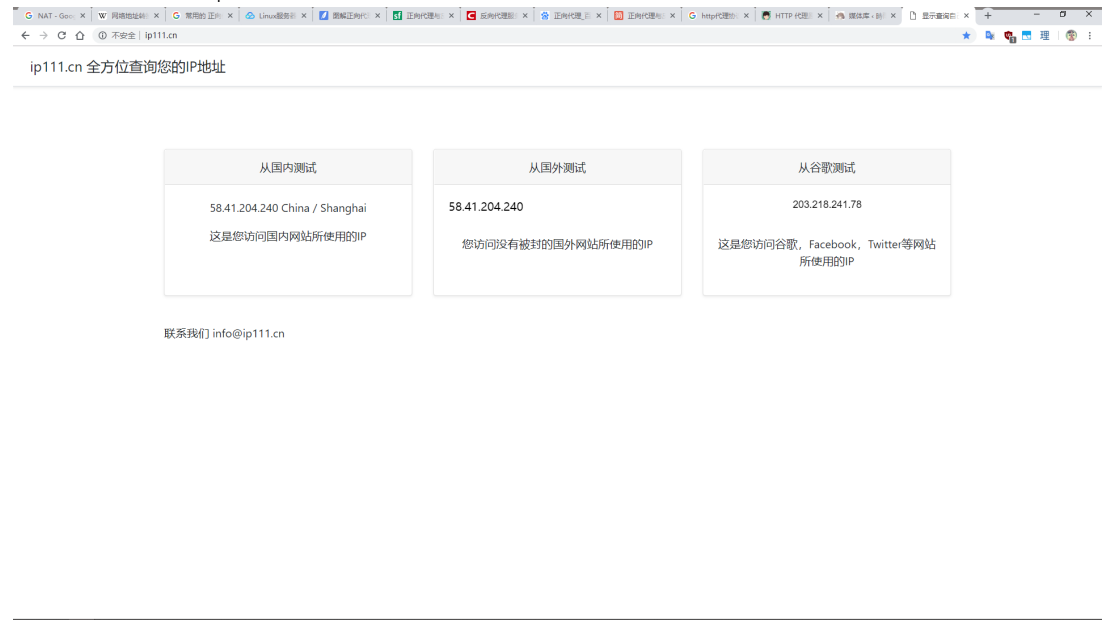 NAT - Goo
网络地址转
常用的 正向
Linux服务器
图解正向代
正向代理与
反向代理服
正向代理_百
正向代理与
http代理
HTTP 代理
媒体库 ‹
显示查询自
不安全 | ip111.cn
ip111.cn 全方位查询您的IP地址
从国内测试
58.41.204.240 China / Shanghai
这是您访问国内网站所使用的IP
从国外测试
58.41.204.240
您访问没有被封的国外网站所使用的IP
从谷歌测试
203.218.241.78
这是您访问谷歌，Facebook，Twitter等网站
所使用的IP
联系我们 info@ip111.cn